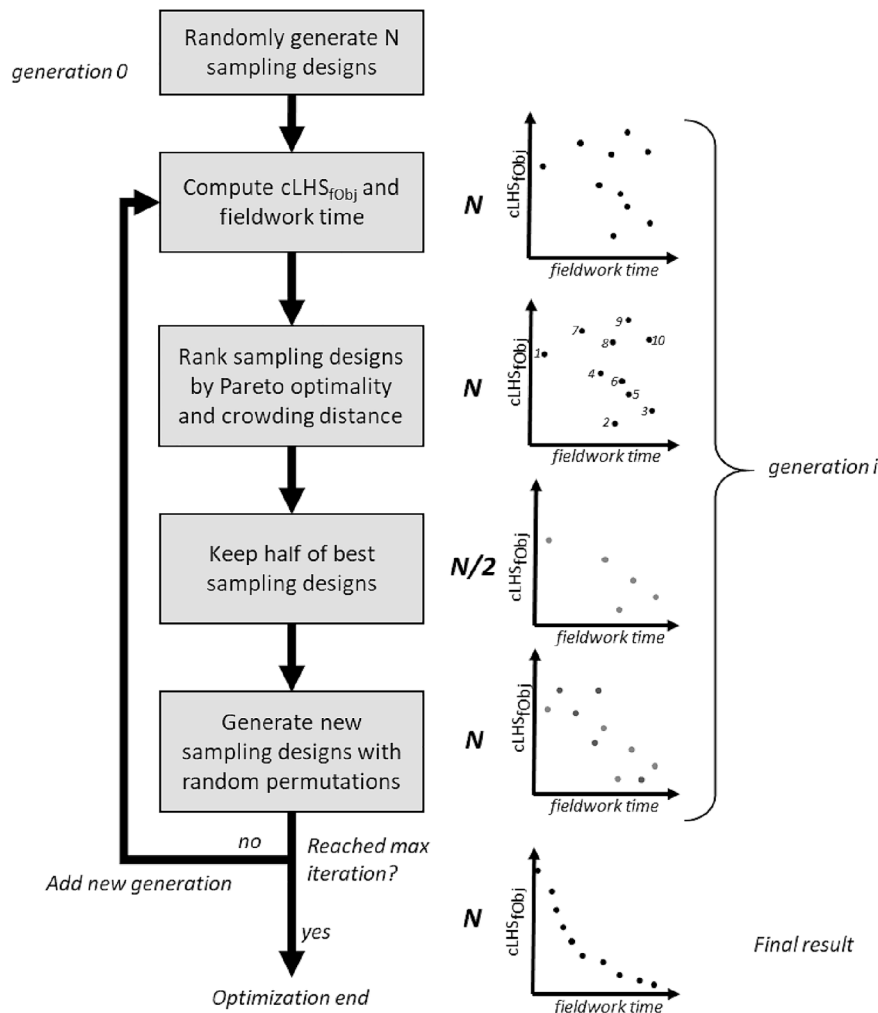 Randomly generate N
sampling designs
generation 0
Compute cLHSfObj and
fieldwork time
N
cLHSfObj
fieldwork time
Rank sampling designs
by Pareto optimality
and crowding distance
N
cLHSfObj
1
7
9
8
10
4
6
5
3
2
fieldwork time
generation i
Keep half of best
sampling designs
N/2
cLHSfObj
fieldwork time
Generate new
sampling designs with
random permutations
N
cLHSfObj
fieldwork time
no
Reached max
iteration?
Add new generation
yes
Optimization end
N
cLHSfObj
fieldwork time
Final result